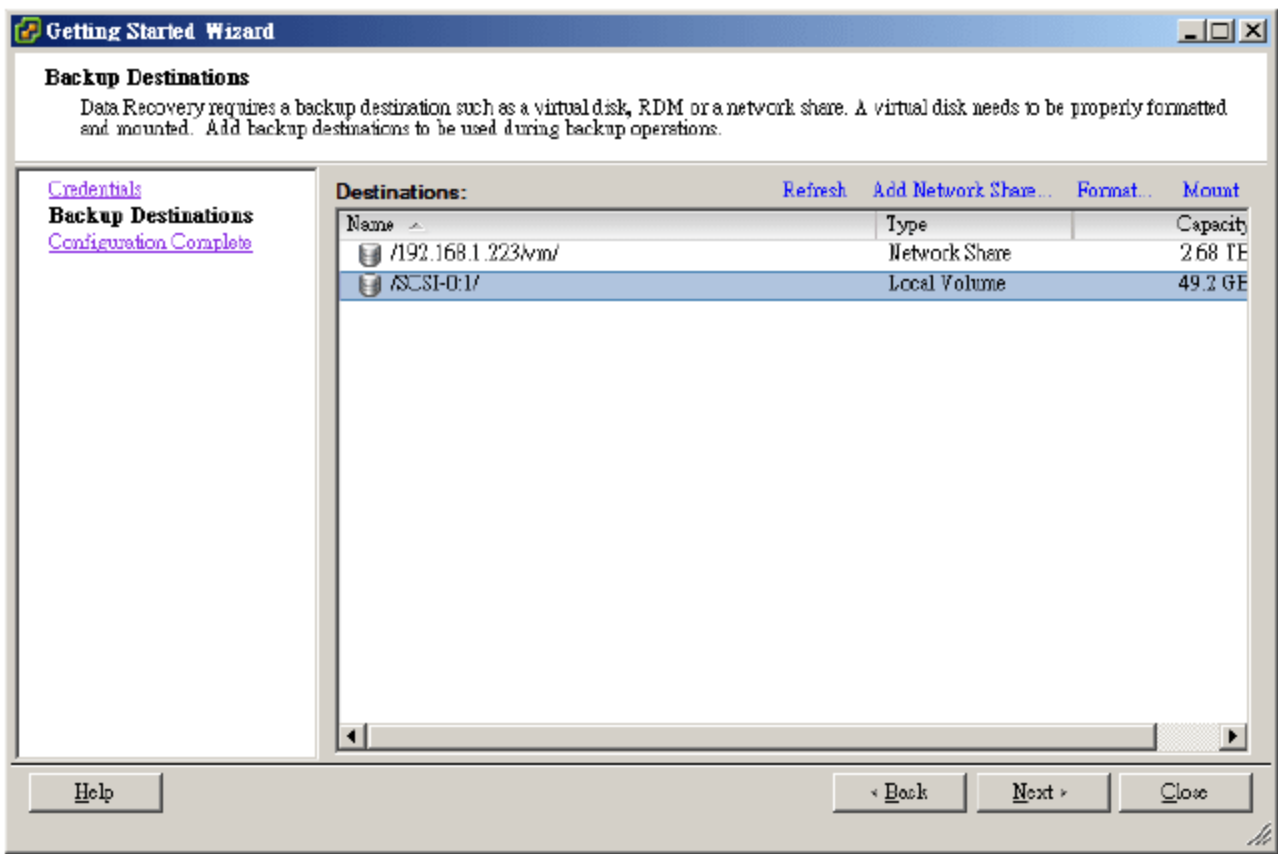 Getting Started Wizard
Backup Destinations
Data Recovery requires a backup destination such as a virtual disk, RDM or a network share. A virtual disk needs to be properly formatted
and mounted. Add backup destinations to be used during backup operations.
Credentials
Backup Destinations
Configuration Complete
Destinations: Refresh Add Network Share... Format... Mount
Name Type Capacity
/192.168.1.223/vm/ Network Share 2.68 TB
/SCSI-0:1/ Local Volume 49.2 GB
Help < Back Next > Close